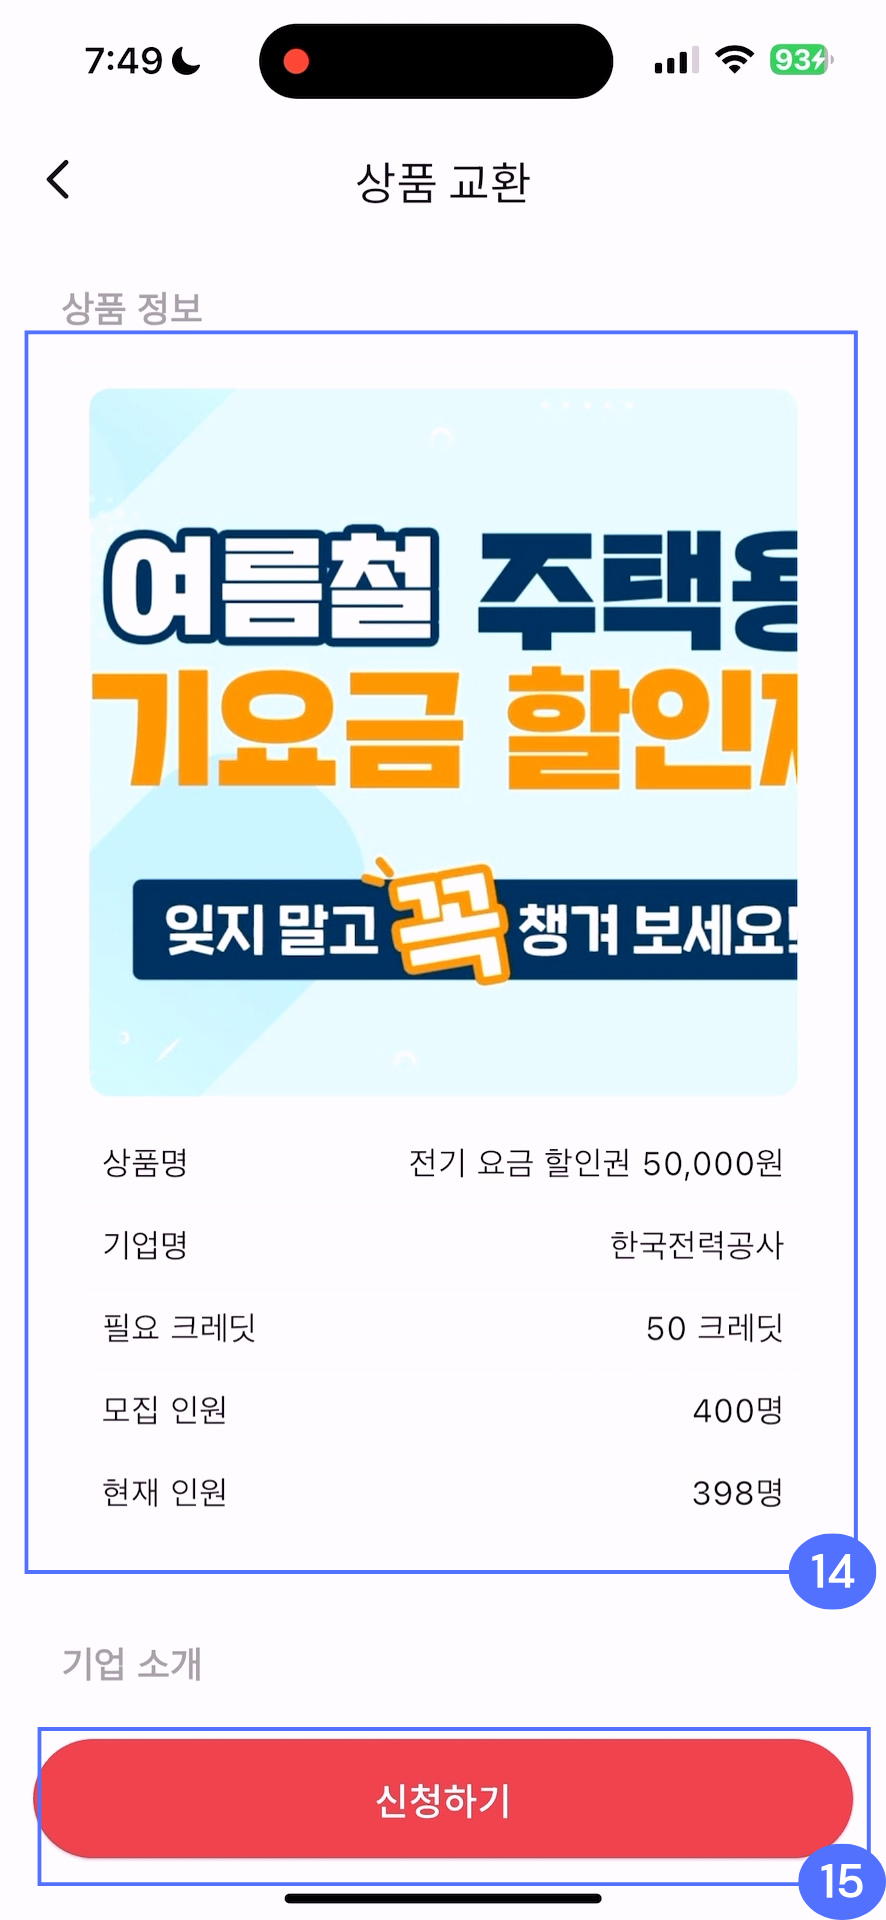 7:49
93
상품 교환
상품 정보
여름철 주택용
기요금 할인
잊지 말고 꼭 챙겨 보세요!
상품명 전기 요금 할인권 50,000원
기업명 한국전력공사
필요 크레딧 50 크레딧
모집 인원 400명
현재 인원 398명
14
기업 소개
신청하기
15